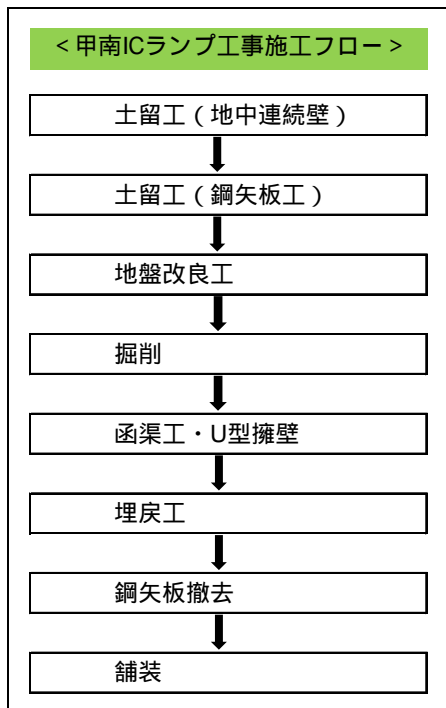 <甲南ICランプ工事施工フロー>
土留工(地中連続壁)
土留工(鋼矢板工)
地盤改良工
掘削
函渠工・U型擁壁
埋戻工
鋼矢板撤去
舗装